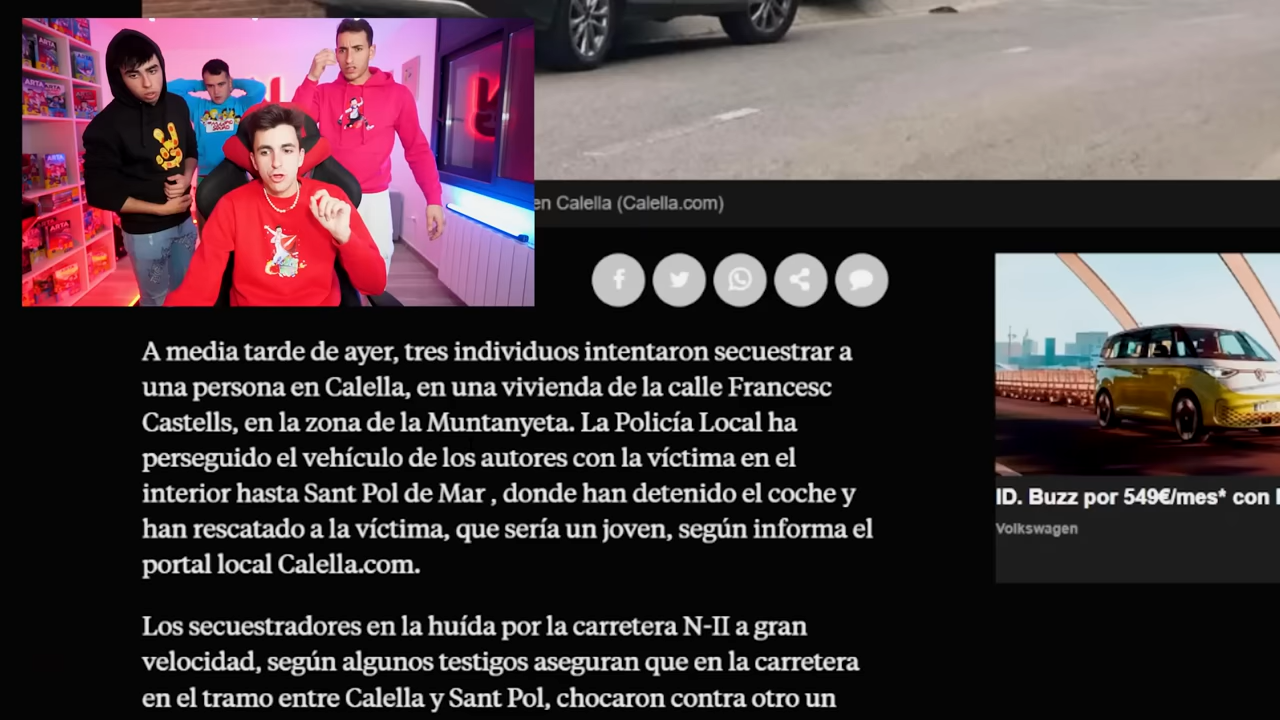 ARTA
ARTA
ARTA
ARTA
en Calella (Calella.com)
A media tarde de ayer, tres individuos intentaron secuestrar a
una persona en Calella, en una vivienda de la calle Francesc
Castells, en la zona de la Muntanyeta. La Policía Local ha
perseguido el vehículo de los autores con la víctima en el
interior hasta Sant Pol de Mar , donde han detenido el coche y
han rescatado a la víctima, que sería un joven, según informa el
portal local Calella.com.
Los secuestradores en la huída por la carretera N-II a gran
velocidad, según algunos testigos aseguran que en la carretera
en el tramo entre Calella y Sant Pol, chocaron contra otro un
ID. Buzz por 549€/mes* con
Volkswagen